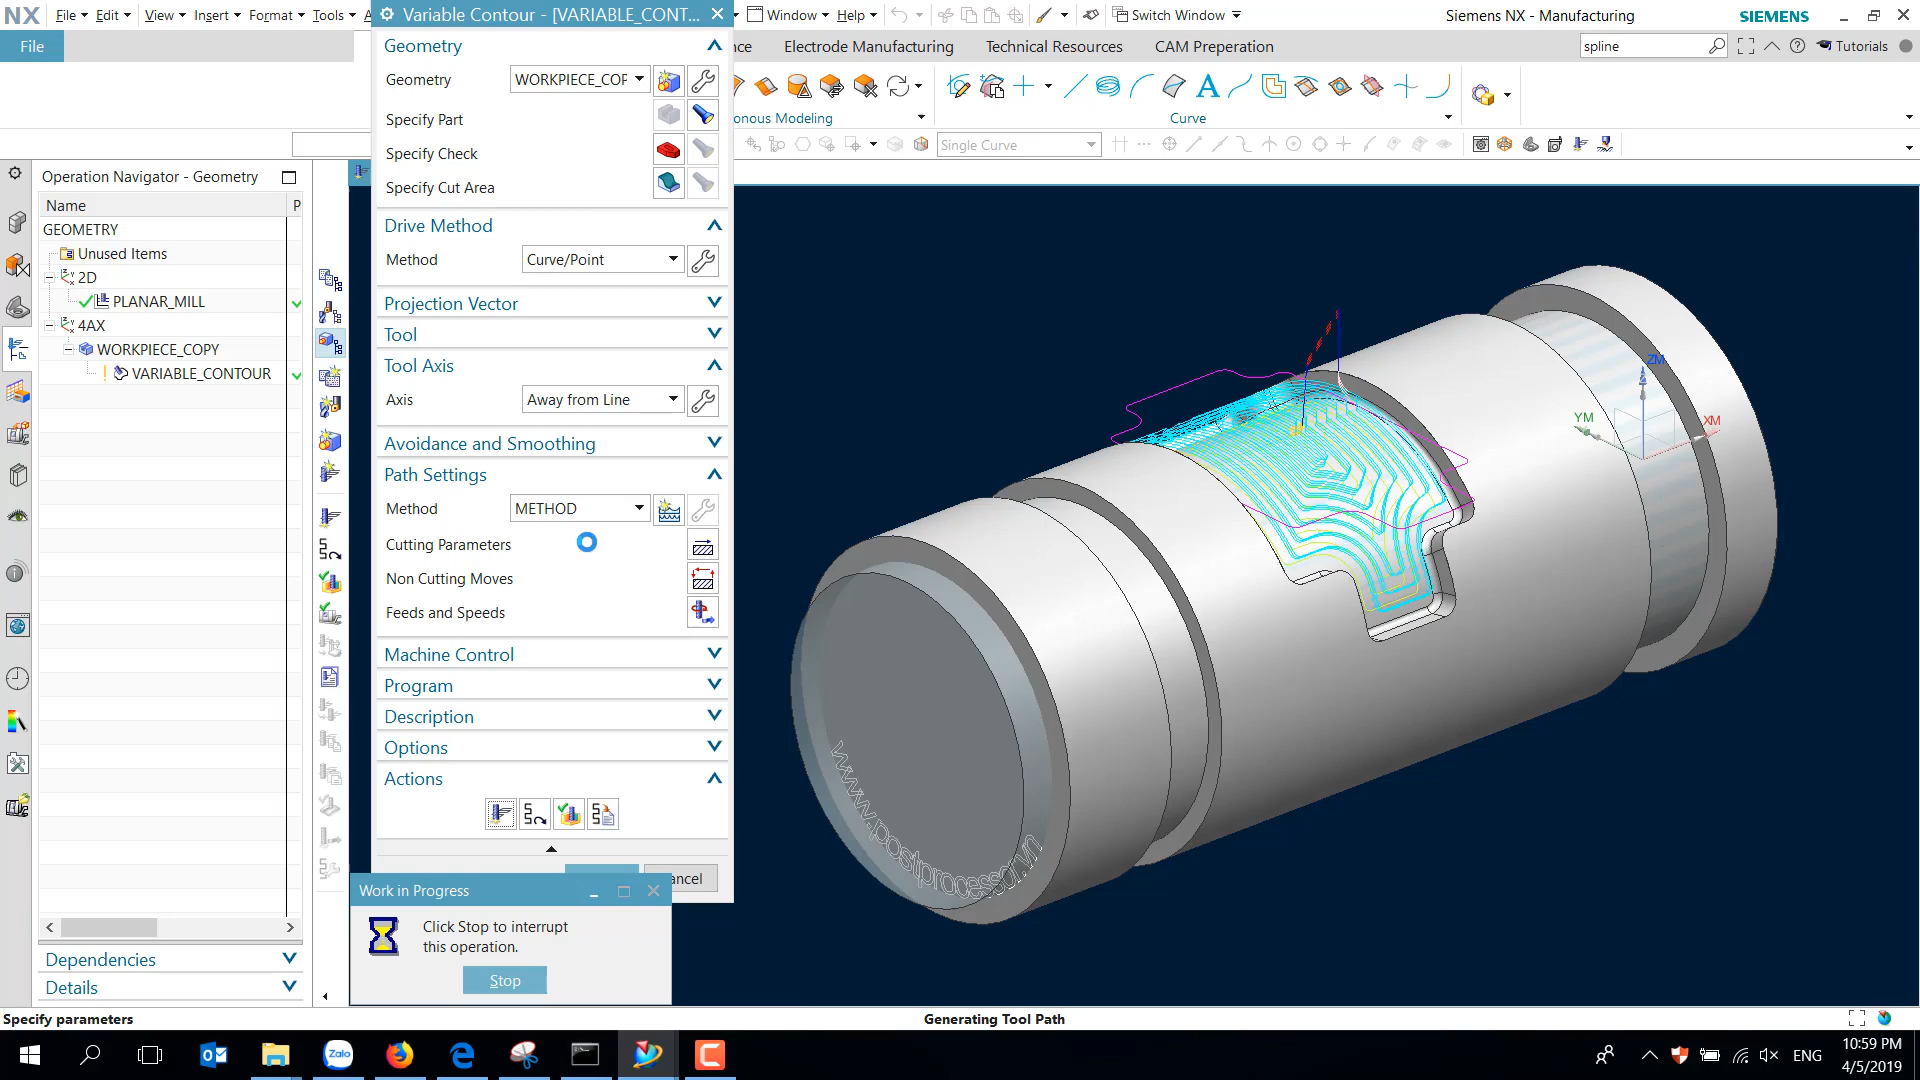 NX
File
Edit
View
Insert
Format
Tools
Variable Contour - [VARIABLE_CONT...
Window
Help
Switch Window
Siemens NX - Manufacturing
SIEMENS
File
nce
Electrode Manufacturing
Technical Resources
CAM Preperation
spline
Tutorials
Geometry
Geometry
WORKPIECE_COP
Specify Part
Specify Check
Specify Cut Area
onous Modeling
Curve
Single Curve
Operation Navigator - Geometry
Name
P
GEOMETRY
Unused Items
2D
PLANAR_MILL
4AX
WORKPIECE_COPY
VARIABLE_CONTOUR
Drive Method
Method
Curve/Point
Projection Vector
Tool
Tool Axis
Axis
Away from Line
Avoidance and Smoothing
Path Settings
Method
METHOD
Cutting Parameters
Non Cutting Moves
Feeds and Speeds
Machine Control
Program
Description
Options
Actions
ancel
Work in Progress
Click Stop to interrupt
this operation.
Stop
ZM
YM
XM
www.postprocessor.vn
Dependencies
Details
Specify parameters
Generating Tool Path
Zalo
ENG
10:59 PM
4/5/2019